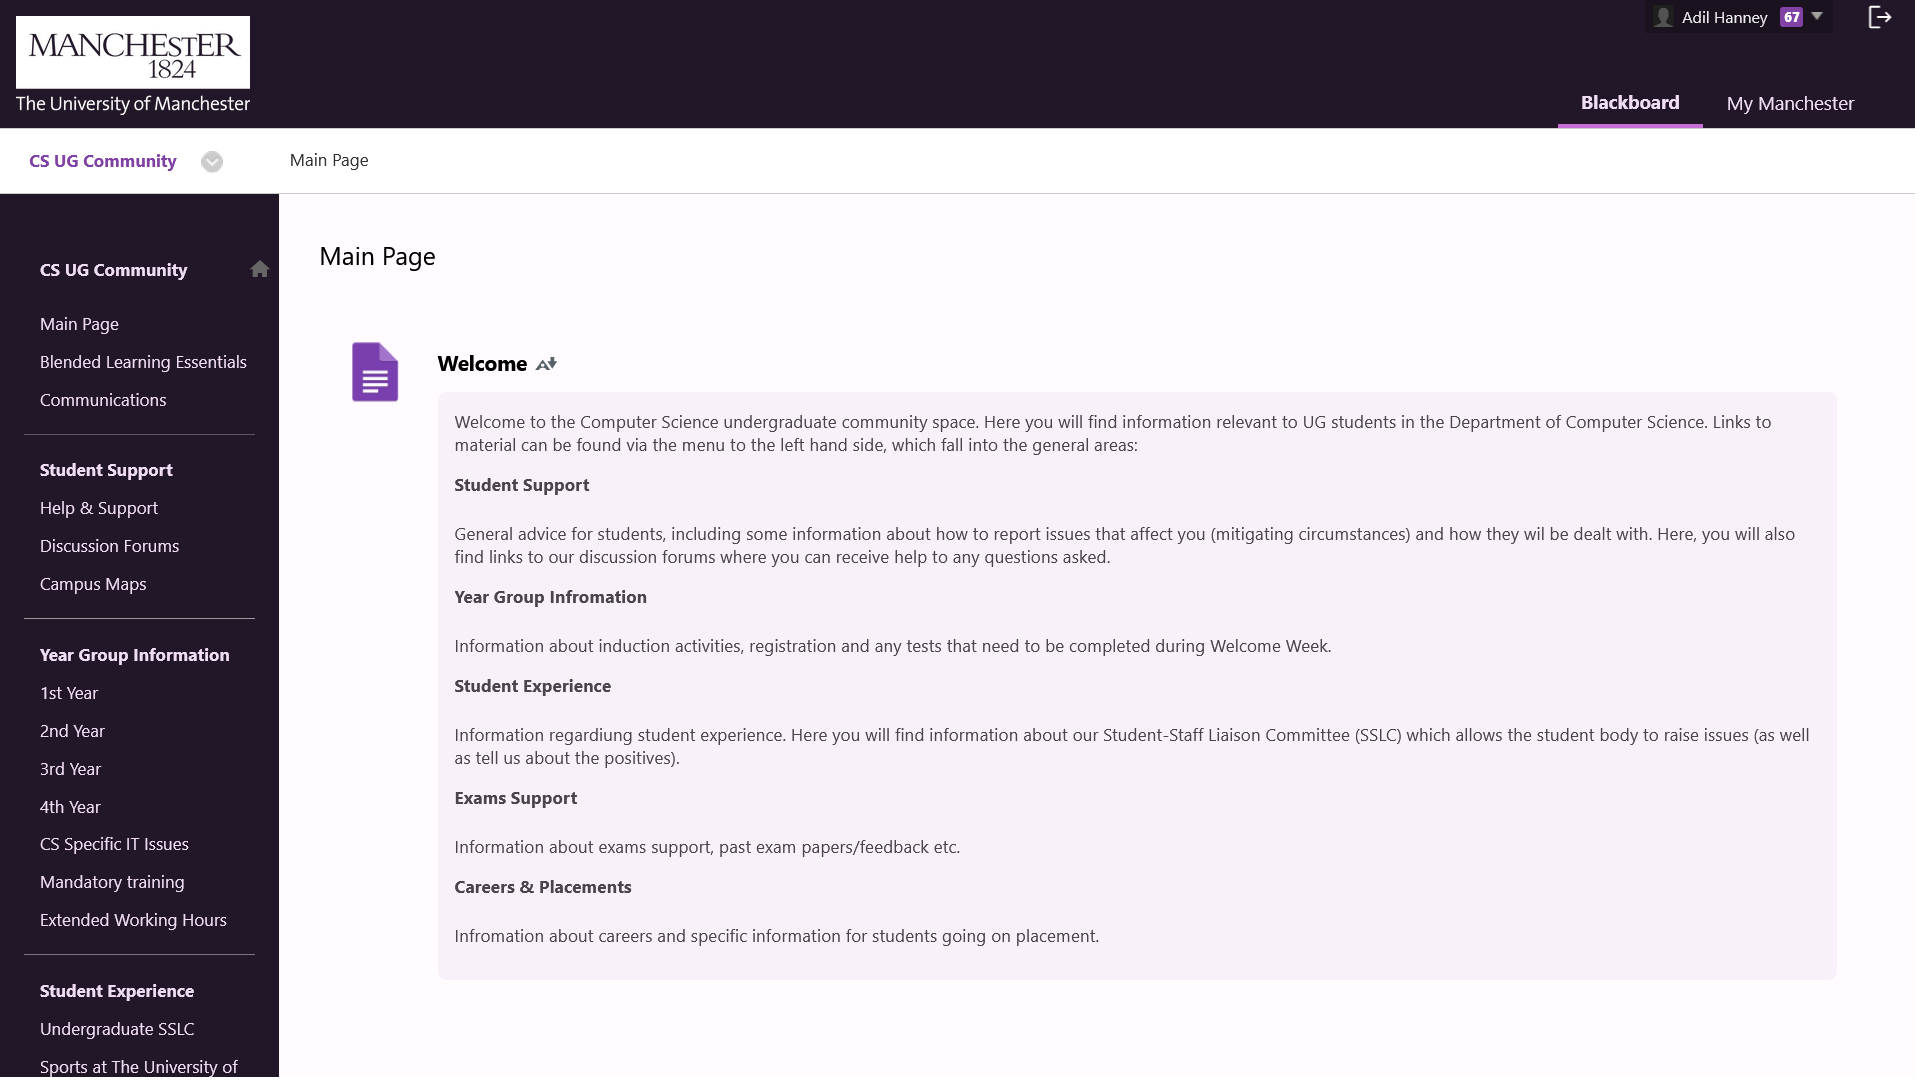 MANCHESTER
1824
The University of Manchester
Adil Hanney 67
Blackboard
My Manchester
CS UG Community
Main Page
CS UG Community
Main Page
Blended Learning Essentials
Communications
Student Support
Help & Support
Discussion Forums
Campus Maps
Year Group Information
1st Year
2nd Year
3rd Year
4th Year
CS Specific IT Issues
Mandatory training
Extended Working Hours
Student Experience
Undergraduate SSLC
Sports at The University of
Main Page
Welcome
Welcome to the Computer Science undergraduate community space. Here you will find information relevant to UG students in the Department of Computer Science. Links to
material can be found via the menu to the left hand side, which fall into the general areas:
Student Support
General advice for students, including some information about how to report issues that affect you (mitigating circumstances) and how they wil be dealt with. Here, you will also
find links to our discussion forums where you can receive help to any questions asked.
Year Group Infromation
Information about induction activities, registration and any tests that need to be completed during Welcome Week.
Student Experience
Information regardiung student experience. Here you will find information about our Student-Staff Liaison Committee (SSLC) which allows the student body to raise issues (as well
as tell us about the positives).
Exams Support
Information about exams support, past exam papers/feedback etc.
Careers & Placements
Infromation about careers and specific information for students going on placement.